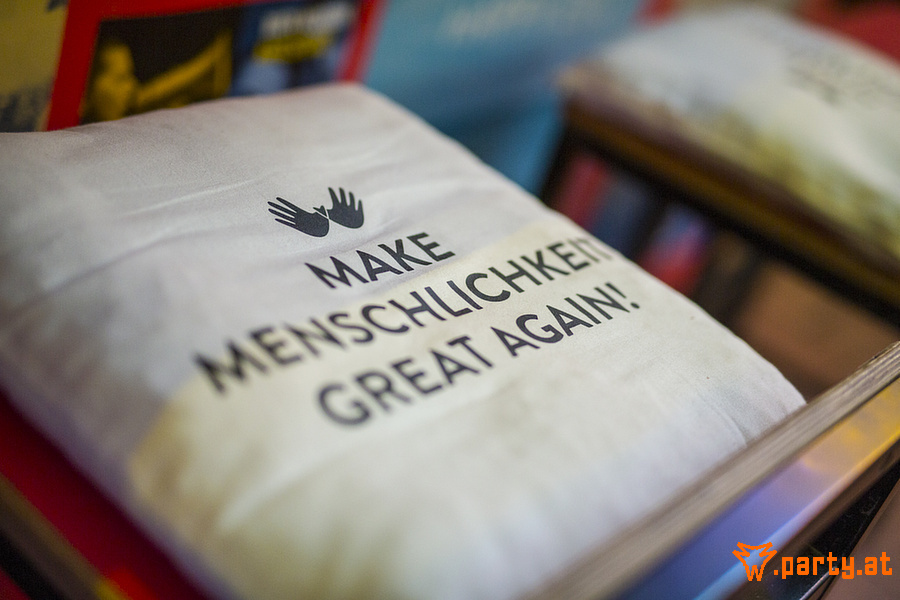 MAKE
MENSCHLICHKEIT
GREAT AGAIN!
.party.at